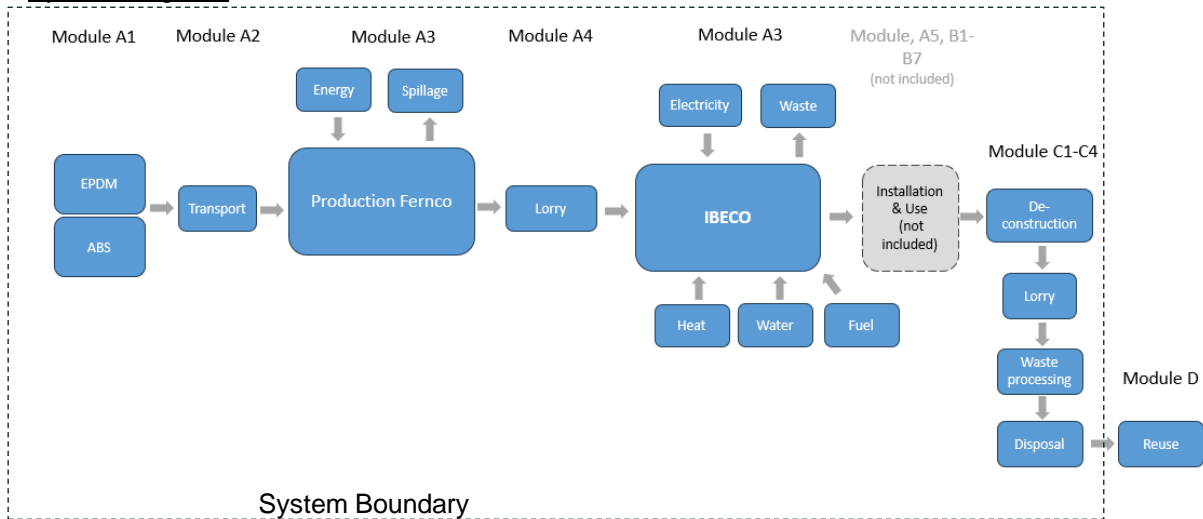 Module A1
Module A2
Module A3
Module A4
Module A3
Module, A5, B1-
B7
(not included)
Energy
Spillage
Electricity
Waste
Module C1-C4
EPDM
ABS
Transport
Production Fernco
Lorry
IBECO
Installation
& Use
(not
included)
De-
construction
Lorry
Heat
Water
Fuel
Waste
processing
Module D
Disposal
Reuse
System Boundary